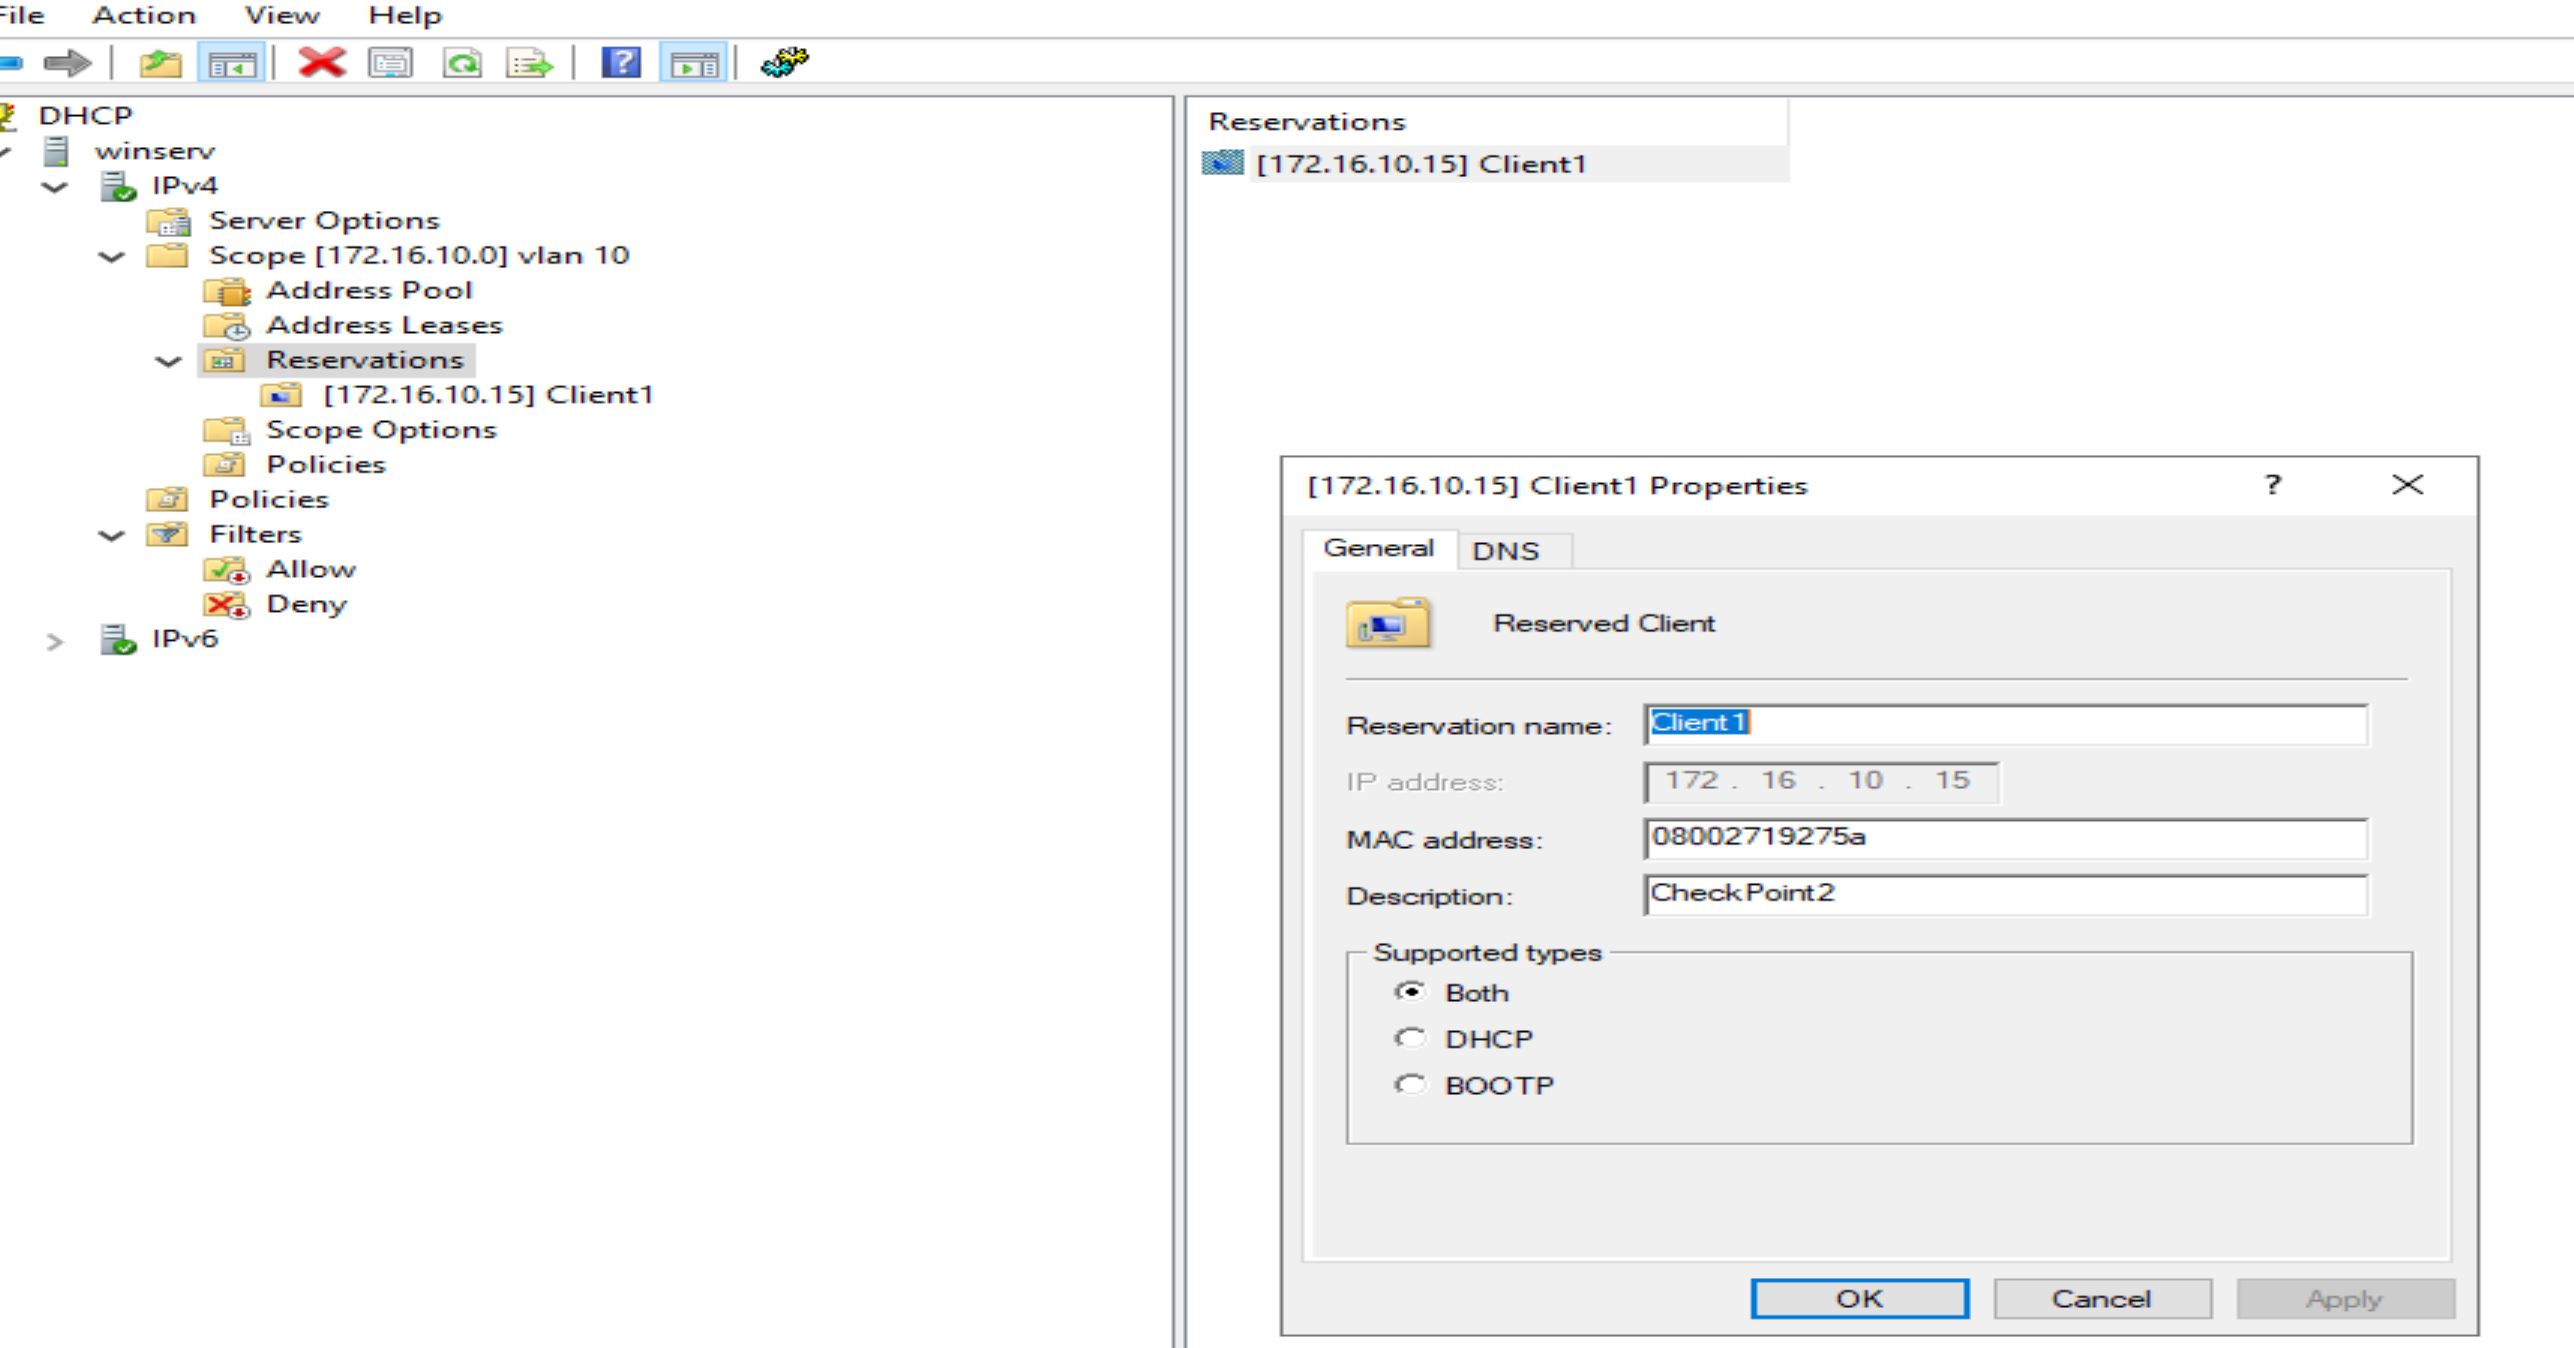 File Action View Help
DHCP
winserv
IPv4
Server Options
Scope [172.16.10.0] vlan 10
Address Pool
Address Leases
Reservations
[172.16.10.15] Client1
Scope Options
Policies
Policies
Filters
Allow
Deny
IPv6
Reservations
[172.16.10.15] Client1
[172.16.10.15] Client1 Properties
General DNS
Reserved Client
Reservation name: Client1
IP address: 172 . 16 . 10 . 15
MAC address: 08002719275a
Description: CheckPoint2
Supported types
Both
DHCP
BOOTP
OK Cancel Apply